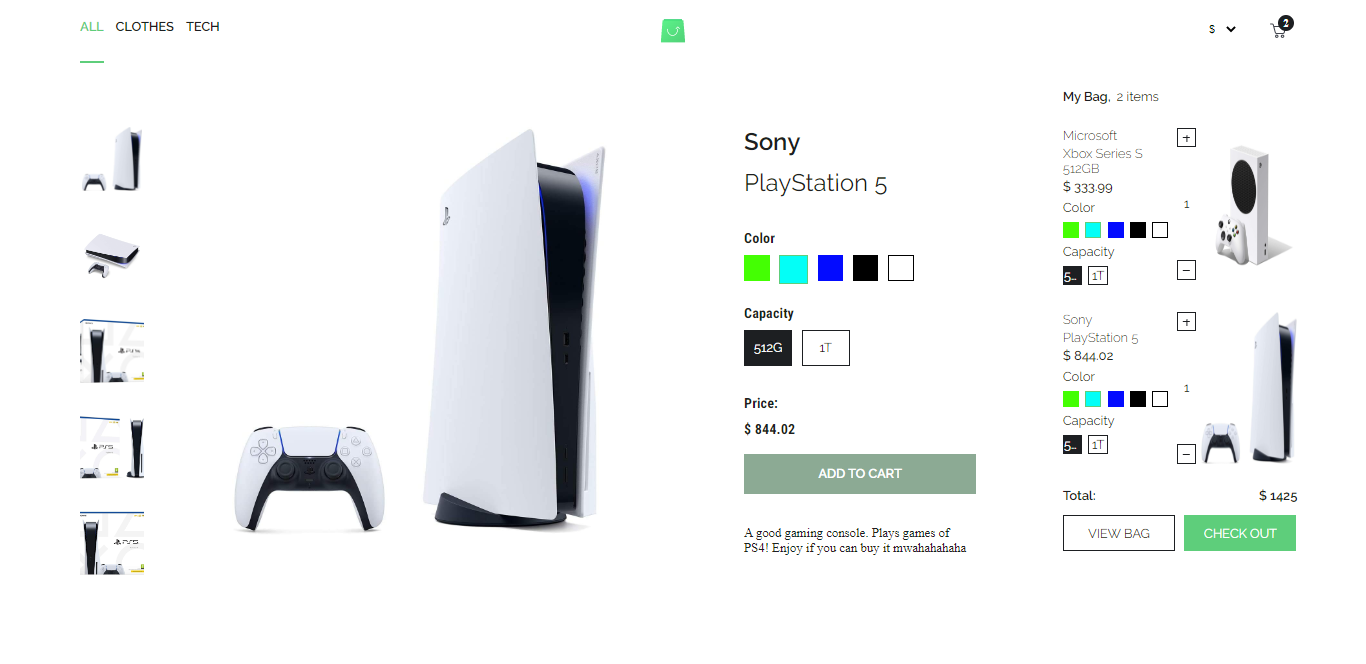 ALL CLOTHES TECH
$
2
My Bag, 2 items
Sony
PlayStation 5
Color
Capacity
512G 1T
Price:
$ 844.02
ADD TO CART
A good gaming console. Plays games of
PS4! Enjoy if you can buy it mwahahahaha
Microsoft
Xbox Series S
512GB
$ 333.99
Color
Capacity
5... 1T
+
1
–
Sony
PlayStation 5
$ 844.02
Color
Capacity
5... 1T
+
1
–
Total: $ 1425
VIEW BAG CHECK OUT